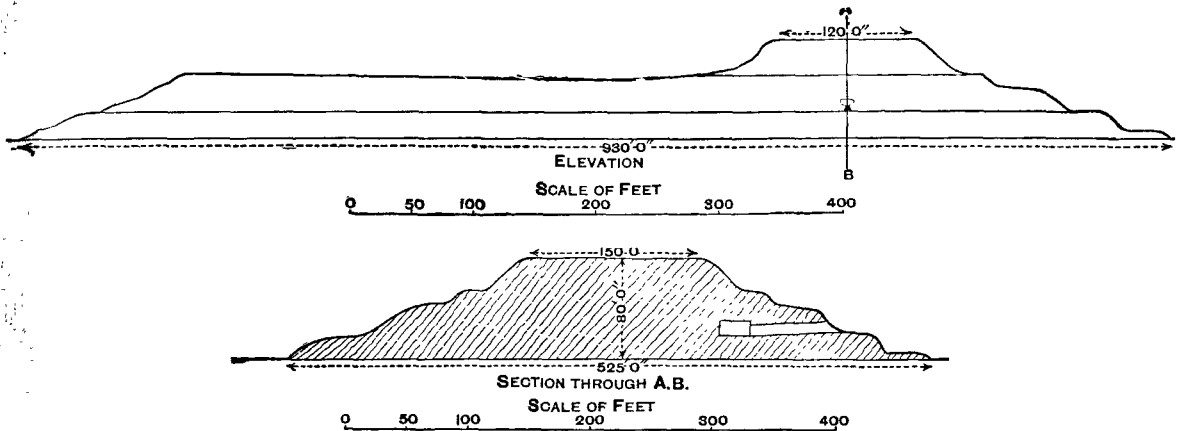 120'0"
930'0"
ELEVATION
B
SCALE OF FEET
0 50 100 200 300 400
150.0
80'0"
525'0"
SECTION THROUGH A.B.
SCALE OF FEET
0 50 100 200 300 400